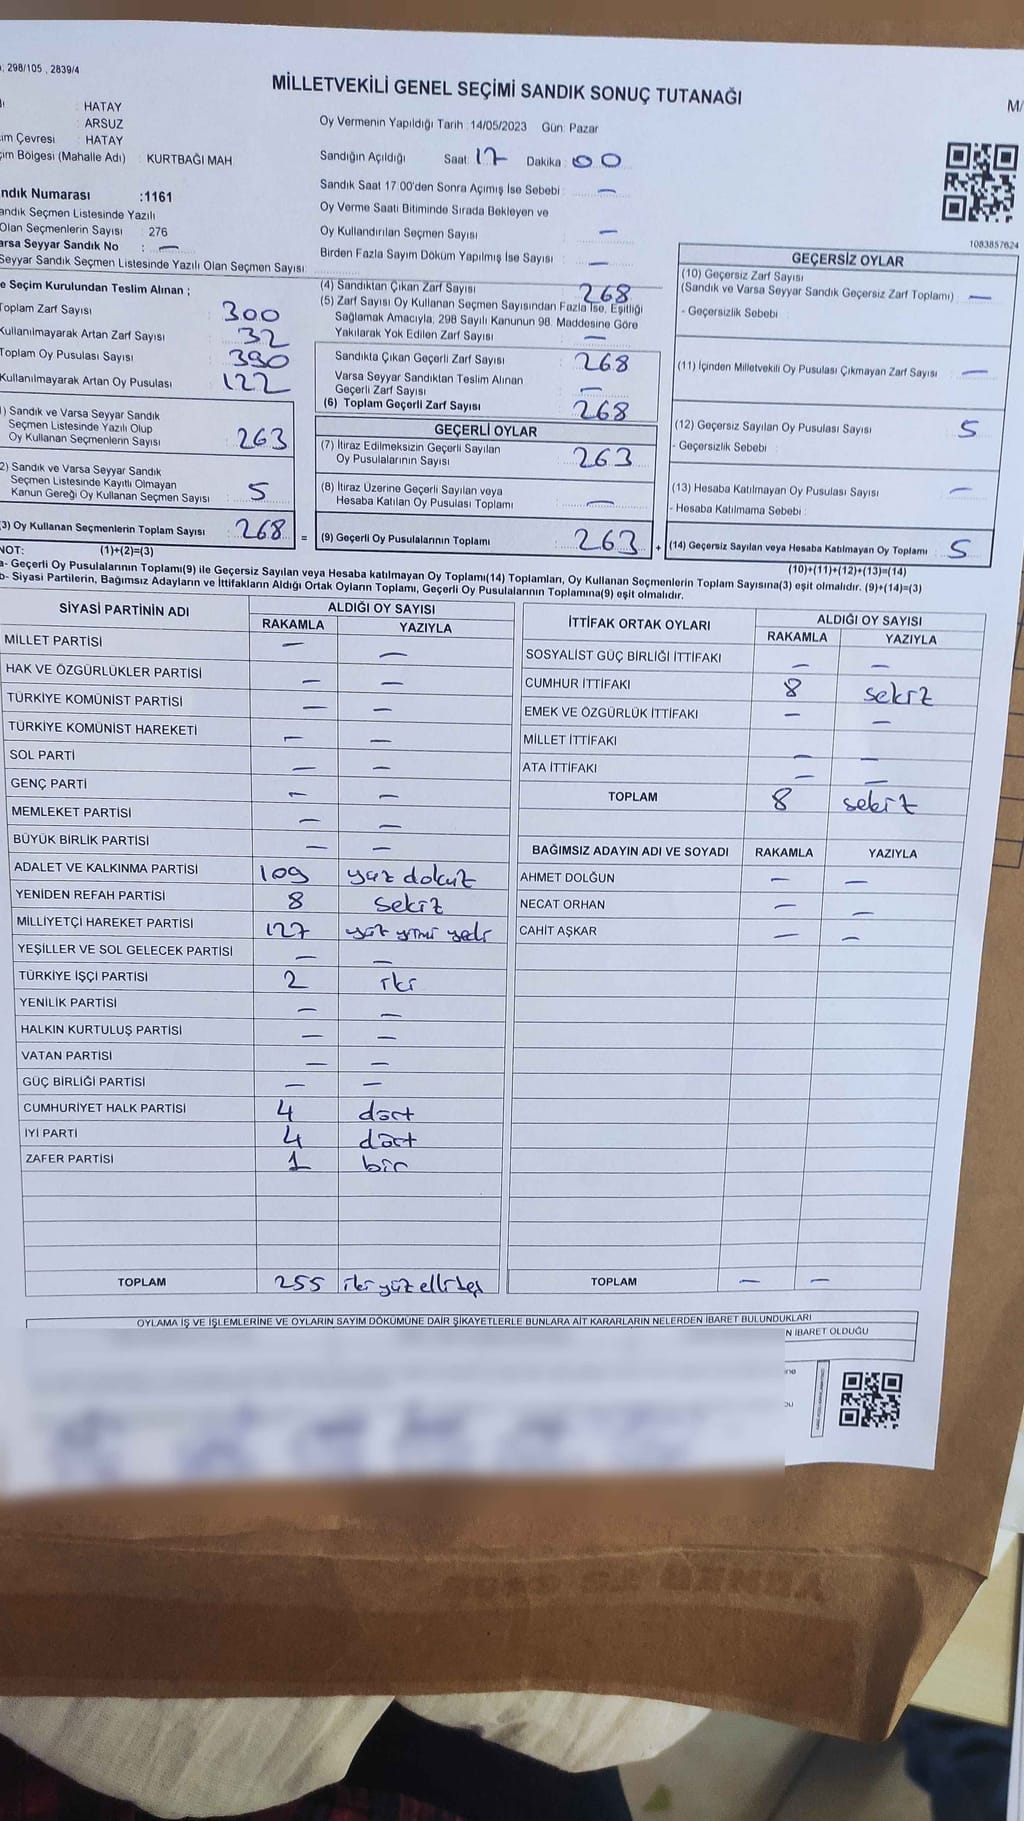 298/105 , 2839/4
MİLLETVEKİLİ GENEL SEÇİMİ SANDIK SONUÇ TUTANAĞI
M/
: HATAY
: ARSUZ
im Çevresi : HATAY
çim Bölgesi (Mahalle Adı) : KURTBAĞI MAH.
ndık Numarası :1161
andık Seçmen Listesinde Yazılı
Olan Seçmenlerin Sayısı : 276
arsa Seyyar Sandık No : —
Seyyar Sandık Seçmen Listesinde Yazılı Olan Seçmen Sayısı
Oy Vermenin Yapıldığı Tarih :14/05/2023 Gün: Pazar
Sandığın Açıldığı Saat: 17 Dakika: 00
Sandık Saat 17:00'den Sonra Açımış İse Sebebi : —
Oy Verme Saati Bitiminde Sırada Bekleyen ve
Oy Kullandırılan Seçmen Sayısı : —
Birden Fazla Sayım Döküm Yapılmış İse Sayısı : —
1083857624
e Seçim Kurulundan Teslim Alınan ;
Toplam Zarf Sayısı : 300
Kullanılmayarak Artan Zarf Sayısı : 32
Toplam Oy Pusulası Sayısı : 390
Kullanılmayarak Artan Oy Pusulası : 122
1) Sandık ve Varsa Seyyar Sandık
Seçmen Listesinde Yazılı Olup
Oy Kullanan Seçmenlerin Sayısı : 263
2) Sandık ve Varsa Seyyar Sandık
Seçmen Listesinde Kayıtlı Olmayan
Kanun Gereği Oy Kullanan Seçmen Sayısı : 5
(3) Oy Kullanan Seçmenlerin Toplam Sayısı : 268 =
(4) Sandıktan Çıkan Zarf Sayısı : 268
(5) Zarf Sayısı Oy Kullanan Seçmen Sayısından Fazla İse, Eşitliği
Sağlamak Amacıyla, 298 Sayılı Kanunun 98. Maddesine Göre
Yakılarak Yok Edilen Zarf Sayısı : —
Sandıkta Çıkan Geçerli Zarf Sayısı : 268
Varsa Seyyar Sandıktan Teslim Alınan
Geçerli Zarf Sayısı : —
(6) Toplam Geçerli Zarf Sayısı : 268
GEÇERLİ OYLAR
(7) İtiraz Edilmeksizin Geçerli Sayılan
Oy Pusulalarının Sayısı : 263
(8) İtiraz Üzerine Geçerli Sayılan veya
Hesaba Katılan Oy Pusulası Toplamı : —
(9) Geçerli Oy Pusulalarının Toplamı : 263 +
GEÇERSİZ OYLAR
(10) Geçersiz Zarf Sayısı
(Sandık ve Varsa Seyyar Sandık Geçersiz Zarf Toplamı) : —
- Geçersizlik Sebebi :
(11) İçinden Milletvekili Oy Pusulası Çıkmayan Zarf Sayısı : —
(12) Geçersiz Sayılan Oy Pusulası Sayısı : 5
- Geçersizlik Sebebi :
(13) Hesaba Katılmayan Oy Pusulası Sayısı : —
- Hesaba Katılmama Sebebi :
(14) Geçersiz Sayılan veya Hesaba Katılmayan Oy Toplamı : 5
NOT: (1)+(2)=(3)
(10)+(11)+(12)+(13)=(14)
a- Geçerli Oy Pusulalarının Toplamı(9) ile Geçersiz Sayılan veya Hesaba katılmayan Oy Toplamı(14) Toplamları, Oy Kullanan Seçmenlerin Toplam Sayısına(3) eşit olmalıdır. (9)+(14)=(3)
b- Siyasi Partilerin, Bağımsız Adayların ve İttifakların Aldığı Ortak Oyların Toplamı, Geçerli Oy Pusulalarının Toplamına(9) eşit olmalıdır.
SİYASİ PARTİNİN ADI ALDIĞI OY SAYISI
RAKAMLA YAZIYLA
MİLLET PARTİSİ — —
HAK VE ÖZGÜRLÜKLER PARTİSİ — —
TÜRKİYE KOMÜNİST PARTİSİ — —
TÜRKİYE KOMÜNİST HAREKETİ — —
SOL PARTİ — —
GENÇ PARTİ — —
MEMLEKET PARTİSİ — —
BÜYÜK BİRLİK PARTİSİ — —
ADALET VE KALKINMA PARTİSİ 109 yüz dokuz
YENİDEN REFAH PARTİSİ 8 sekiz
MİLLİYETÇİ HAREKET PARTİSİ 127 yüz yirmi yedi
YEŞİLLER VE SOL GELECEK PARTİSİ — —
TÜRKİYE İŞÇİ PARTİSİ 2 iki
YENİLİK PARTİSİ — —
HALKIN KURTULUŞ PARTİSİ — —
VATAN PARTİSİ — —
GÜÇ BİRLİĞİ PARTİSİ — —
CUMHURİYET HALK PARTİSİ 4 dört
İYİ PARTİ 4 dört
ZAFER PARTİSİ 1 bir
TOPLAM 255 iki yüz elli beş
İTTİFAK ORTAK OYLARI ALDIĞI OY SAYISI
RAKAMLA YAZIYLA
SOSYALİST GÜÇ BİRLİĞİ İTTİFAKI — —
CUMHUR İTTİFAKI 8 sekiz
EMEK VE ÖZGÜRLÜK İTTİFAKI — —
MİLLET İTTİFAKI — —
ATA İTTİFAKI — —
TOPLAM 8 sekiz
BAĞIMSIZ ADAYIN ADI VE SOYADI RAKAMLA YAZIYLA
AHMET DOLĞUN — —
NECAT ORHAN — —
CAHİT AŞKAR — —
TOPLAM — —
OYLAMA İŞ VE İŞLEMLERİNE VE OYLARIN SAYIM DÖKÜMÜNE DAİR ŞİKAYETLERLE BUNLARA AİT KARARLARIN NELERDEN İBARET BULUNDUKLARI
N İBARET OLDUĞU